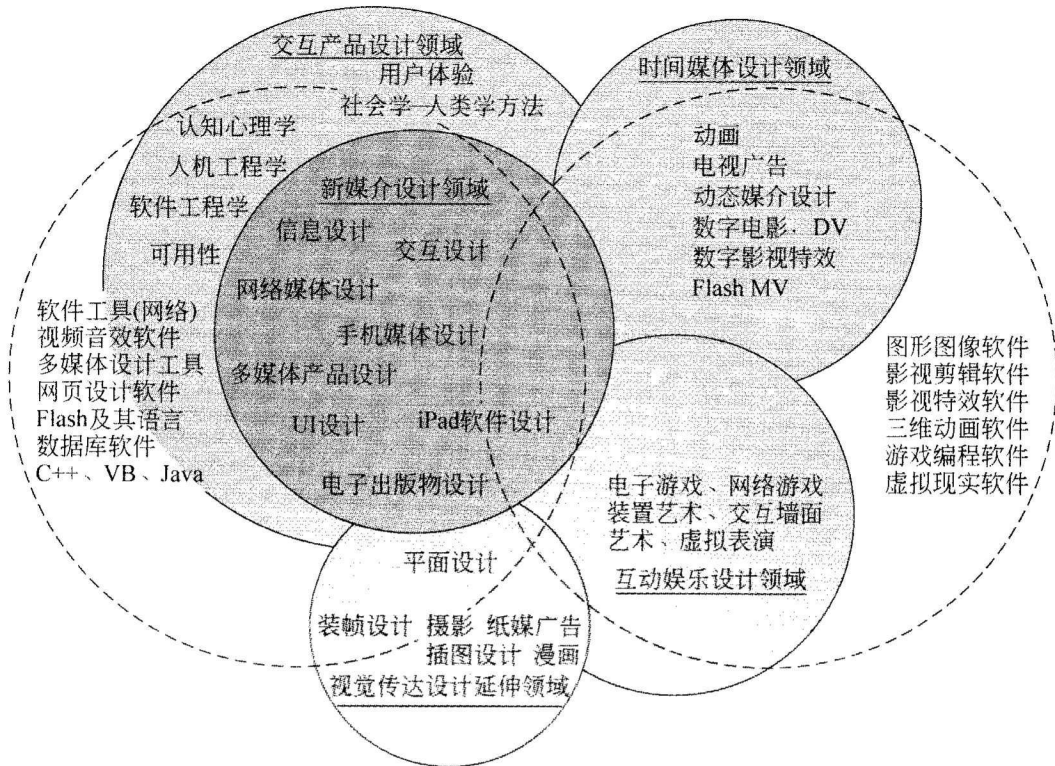 交互产品设计领域
用户体验
社会学 人类学方法
认知心理学
人机工程学
软件工程学
可用性
新媒介设计领域
信息设计
交互设计
网络媒体设计
手机媒体设计
多媒体产品设计
UI设计
iPad软件设计
电子出版物设计
时间媒体设计领域
动画
电视广告
动态媒介设计
数字电影、DV
数字影视特效
Flash MV
软件工具(网络)
视频音效软件
多媒体设计工具
网页设计软件
Flash及其语言
数据库软件
C++、VB、Java
图形图像软件
影视剪辑软件
影视特效软件
三维动画软件
游戏编程软件
虚拟现实软件
电子游戏、网络游戏
装置艺术、交互墙面
艺术、虚拟表演
互动娱乐设计领域
平面设计
装帧设计 摄影 纸媒广告
插图设计 漫画
视觉传达设计延伸领域